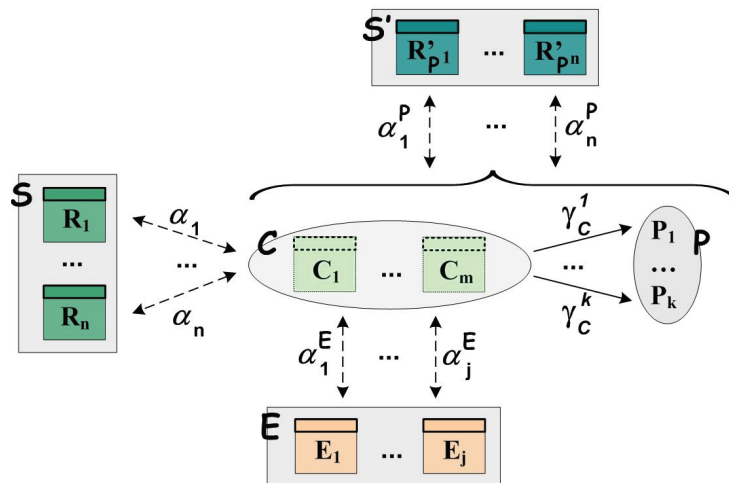 S'
R'P1 ... R'Pn
α1P ... αnP
S
R1
...
Rn
α1
...
αn
C
C1 ... Cm
γC1
...
γCk
P
P1
...
Pk
α1E ... αjE
E
E1 ... Ej